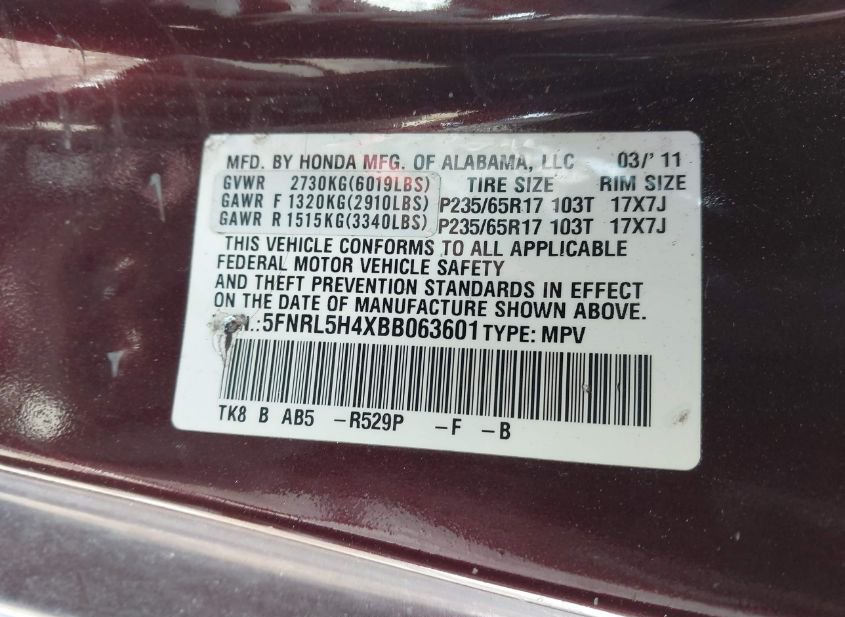 MFD. BY HONDA MFG. OF ALABAMA, LLC 03/'11
GVWR 2730KG(6019LBS) TIRE SIZE RIM SIZE
GAWR F 1320KG(2910LBS) P235/65R17 103T 17X7J
GAWR R 1515KG(3340LBS) P235/65R17 103T 17X7J
THIS VEHICLE CONFORMS TO ALL APPLICABLE
FEDERAL MOTOR VEHICLE SAFETY
AND THEFT PREVENTION STANDARDS IN EFFECT
ON THE DATE OF MANUFACTURE SHOWN ABOVE.
.:5FNRL5H4XBB063601 TYPE: MPV
TK8 B AB5 -R529P -F -B